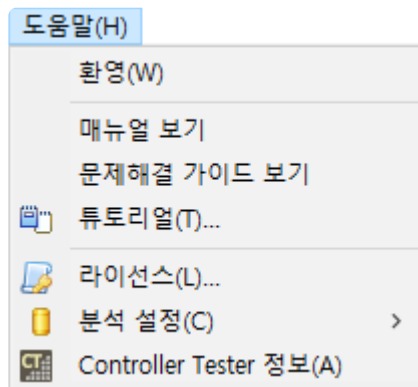 도움말(H)
환영(W)
매뉴얼 보기
문제해결 가이드 보기
튜토리얼(T)...
라이선스(L)...
분석 설정(C)
Controller Tester 정보(A)